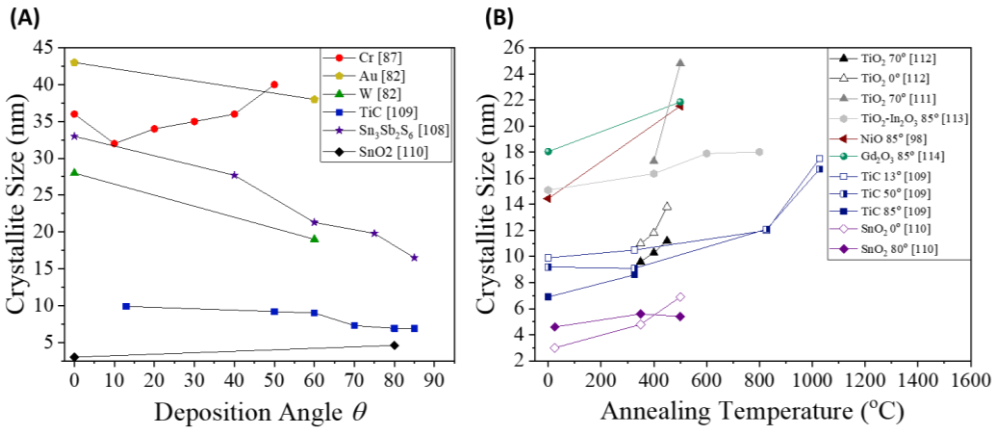 (A)
45
40
35
30
25
20
15
10
5
Crystallite Size (nm)
0 10 20 30 40 50 60 70 80 90
Deposition Angle θ
Cr [87]
Au [82]
W [82]
TiC [109]
Sn3Sb2S6 [108]
SnO2 [110]
(B)
26
24
22
20
18
16
14
12
10
8
6
4
2
Crystallite Size (nm)
0 200 400 600 800 1000 1200 1400 1600
Annealing Temperature (°C)
TiO2 70° [112]
TiO2 0° [112]
TiO2 70° [111]
TiO2-In2O3 85° [113]
NiO 85° [98]
Gd2O3 85° [114]
TiC 13° [109]
TiC 50° [109]
TiC 85° [109]
SnO2 0° [110]
SnO2 80° [110]